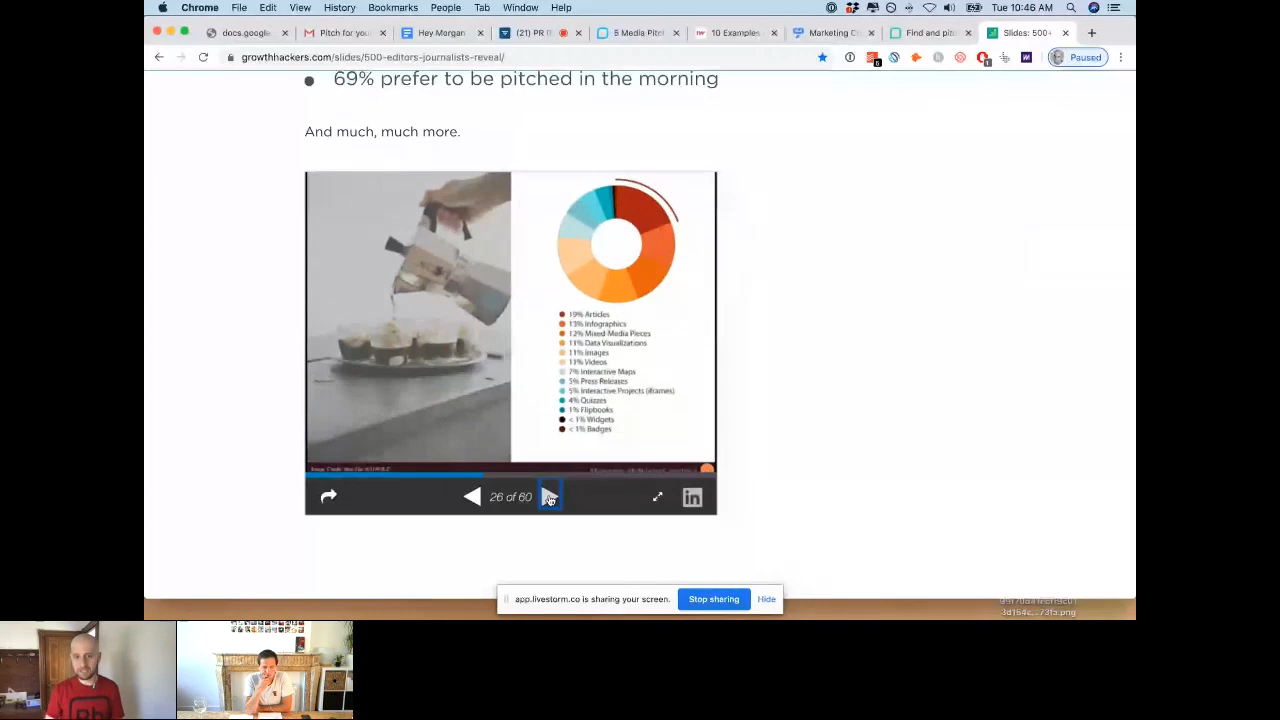 Chrome File Edit View History Bookmarks People Tab Window Help Tue 10:46 AM
docs.google Pitch for you Hey Morgan (21) PR 6 Media Pitc 10 Examples Marketing C Find and pit Slides: 500+
growthhackers.com/slides/500-editors-journalists-reveal/ Paused
69% prefer to be pitched in the morning
And much, much more.
19% Articles
13% Infographics
12% Mixed-Media Pieces
11% Data Visualizations
11% Images
11% Videos
7% Interactive Maps
5% Press Releases
5% Interactive Projects (iframes)
4% Quizzes
1% Flipbooks
< 1% Widgets
< 1% Badges
26 of 60
in
app.livestorm.co is sharing your screen. Stop sharing Hide